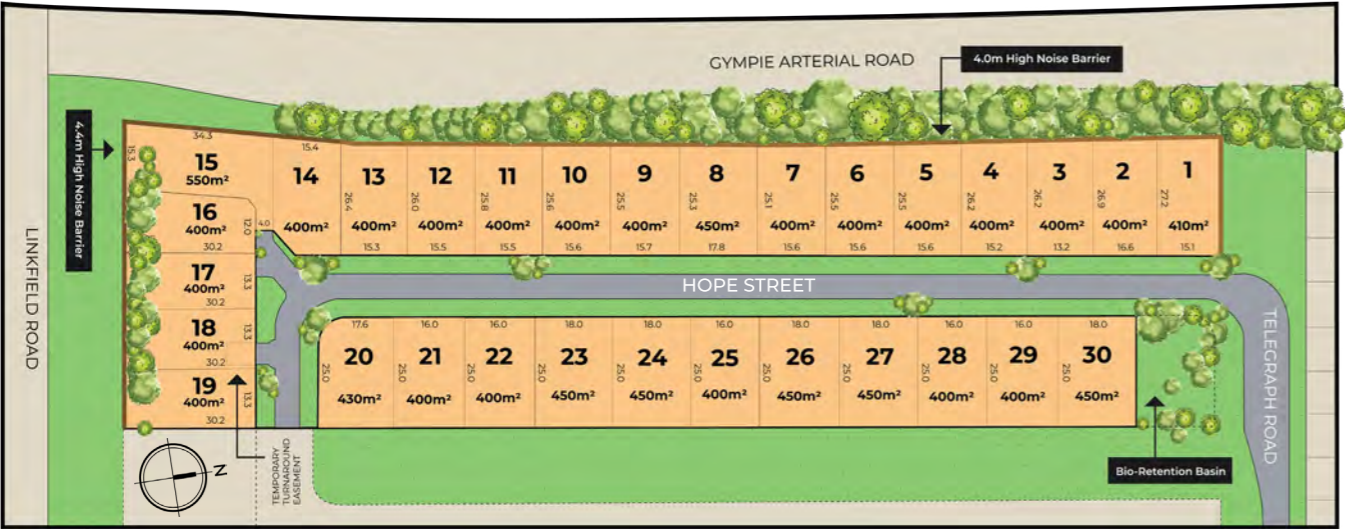 GYMPIE ARTERIAL ROAD
4.0m High Noise Barrier
4.4m High Noise Barrier
LINKFIELD ROAD
34.3
15.3
15
550m²
16
400m²
12.0
30.2
17
400m²
13.3
30.2
18
400m²
13.3
30.2
19
400m²
13.3
30.2
15.4
14
400m²
4.0
13
26.4
400m²
15.3
12
26.0
400m²
15.5
11
25.8
400m²
15.5
10
25.6
400m²
15.6
9
25.5
400m²
15.7
8
25.3
450m²
17.8
7
25.1
400m²
15.6
6
25.5
400m²
15.6
5
25.5
400m²
15.6
4
26.2
400m²
15.2
3
26.2
400m²
13.2
2
26.9
400m²
16.6
1
27.2
410m²
15.1
HOPE STREET
17.6
20
25.0
430m²
16.0
21
25.0
400m²
16.0
22
25.0
400m²
18.0
23
25.0
450m²
18.0
24
25.0
450m²
16.0
25
25.0
400m²
18.0
26
25.0
450m²
18.0
27
25.0
450m²
16.0
28
25.0
400m²
16.0
29
25.0
400m²
18.0
30
25.0
450m²
TELEGRAPH ROAD
Bio-Retention Basin
TEMPORARY
TURNAROUND
EASEMENT
N